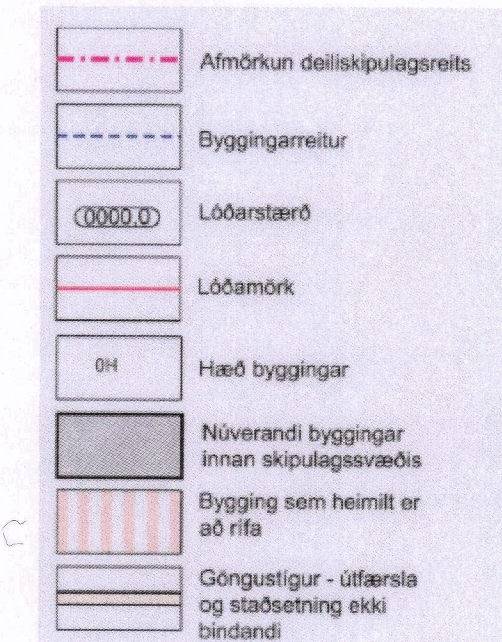 Afmörkun deiliskipulagsreits
Byggingarreitur
0000.0
Lóðarstærð
Lóðamörk
0H
Hæð byggingar
Núverandi byggingar
innan skipulagssvæðis
Bygging sem heimilt er
að rífa
Göngustígur - útfærsla
og staðsetning ekki
bindandi